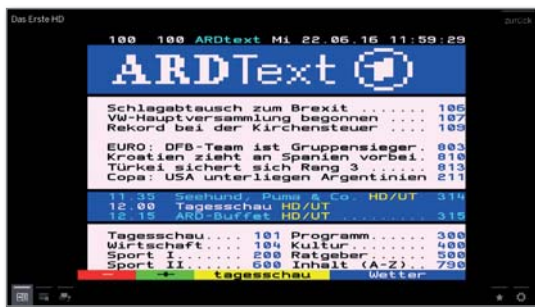 Das Erste HD
zurück
100 100 ARDtext Mi 22.06.16 11:59:29
ARDText 1
Schlagabtausch zum Brexit ....... 106
VW-Hauptversammlung begonnen .... 107
Rekord bei der Kirchensteuer .... 109
EURO: DFB-Team ist Gruppensieger. 803
Kroatien zieht an Spanien vorbei. 810
Türkei sichert sich Rang 3 ...... 813
Copa: USA unterliegen Argentinien 211
11.35 Seehund, Puma & Co. HD/UT 314
12.00 Tagesschau HD/UT
12.15 ARD-Buffet HD/UT ..... 315
Tagesschau.... 101 Programm..... 300
Wirtschaft.... 104 Kultur....... 400
Sport I....... 200 Ratgeber..... 500
Sport II...... 600 Inhalt (A-Z).. 790
- + tagesschau Wetter